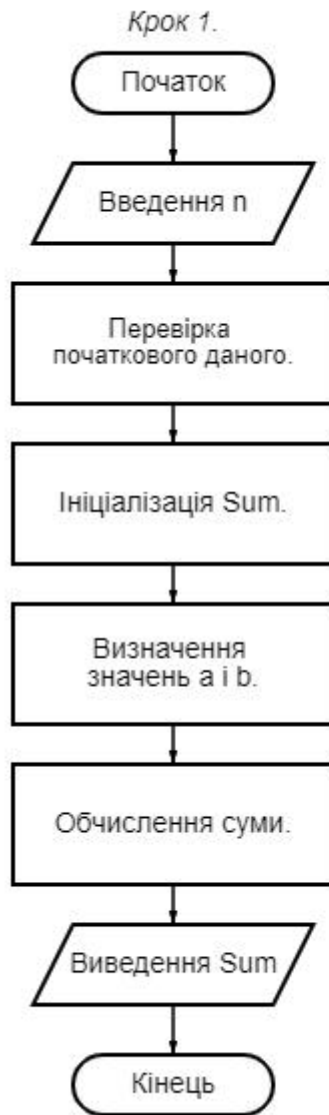 Крок 1.
Початок
Введення n
Перевірка
початкового даного.
Ініціалізація Sum.
Визначення
значень a і b.
Обчислення суми.
Виведення Sum
Кінець